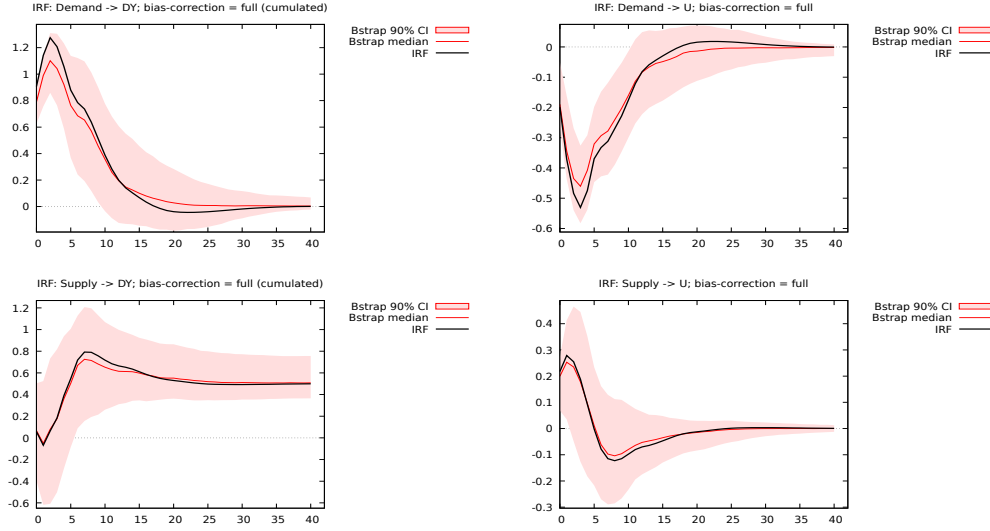 IRF: Demand -> DY; bias-correction = full (cumulated)
Bstrap 90% CI
Bstrap median
IRF
1.2
1
0.8
0.6
0.4
0.2
0
0 5 10 15 20 25 30 35 40
IRF: Demand -> U; bias-correction = full
Bstrap 90% CI
Bstrap median
IRF
0
-0.1
-0.2
-0.3
-0.4
-0.5
-0.6
0 5 10 15 20 25 30 35 40
IRF: Supply -> DY; bias-correction = full (cumulated)
Bstrap 90% CI
Bstrap median
IRF
1.2
1
0.8
0.6
0.4
0.2
0
-0.2
-0.4
-0.6
0 5 10 15 20 25 30 35 40
IRF: Supply -> U; bias-correction = full
Bstrap 90% CI
Bstrap median
IRF
0.4
0.3
0.2
0.1
0
-0.1
-0.2
-0.3
0 5 10 15 20 25 30 35 40